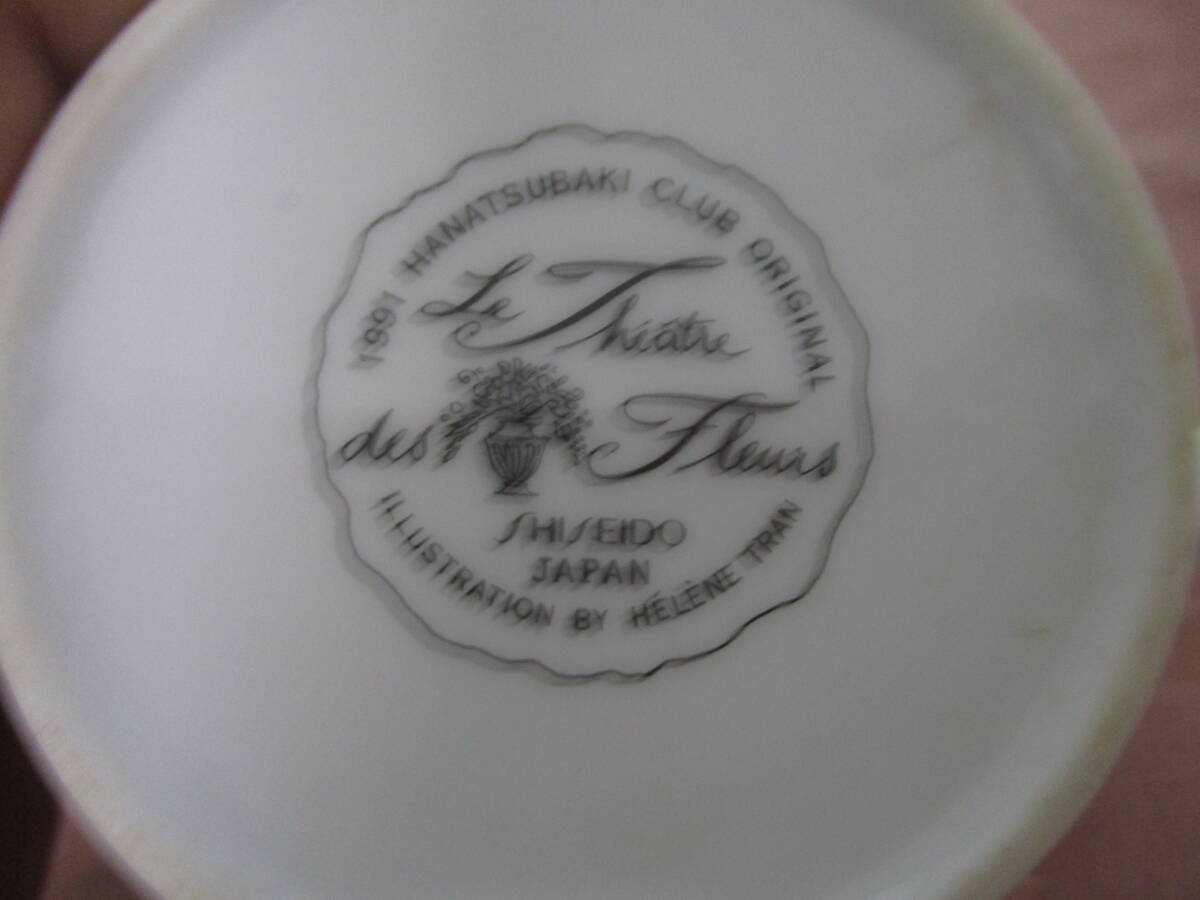 1991 HANATSUBAKI CLUB ORIGINAL
Le Théâtre
des Fleurs
SHISEIDO
JAPAN
ILLUSTRATION BY HÉLÈNE TRAN